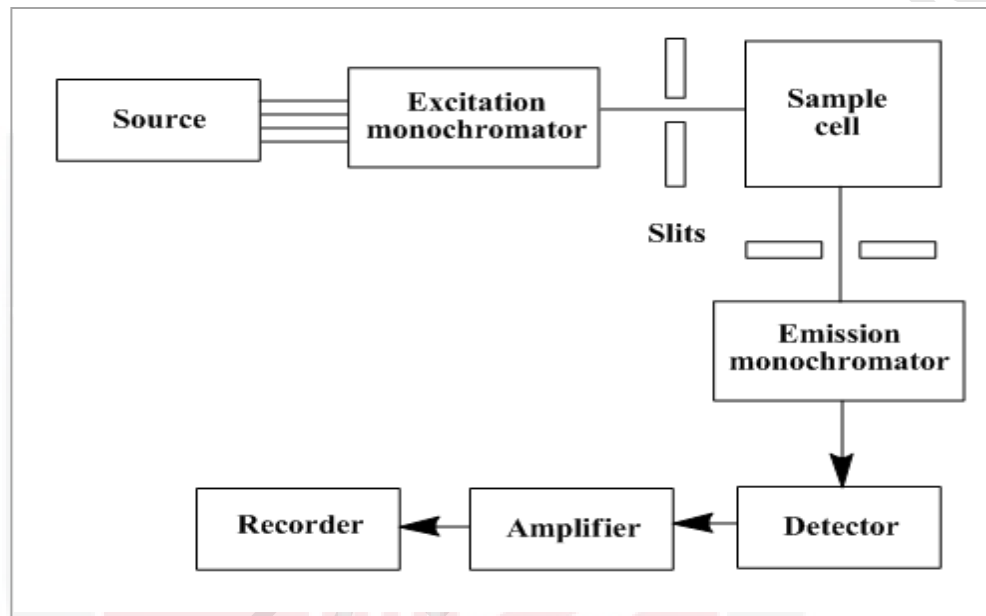 Source
Excitation
monochromator
Sample
cell
Slits
Emission
monochromator
Detector
Amplifier
Recorder